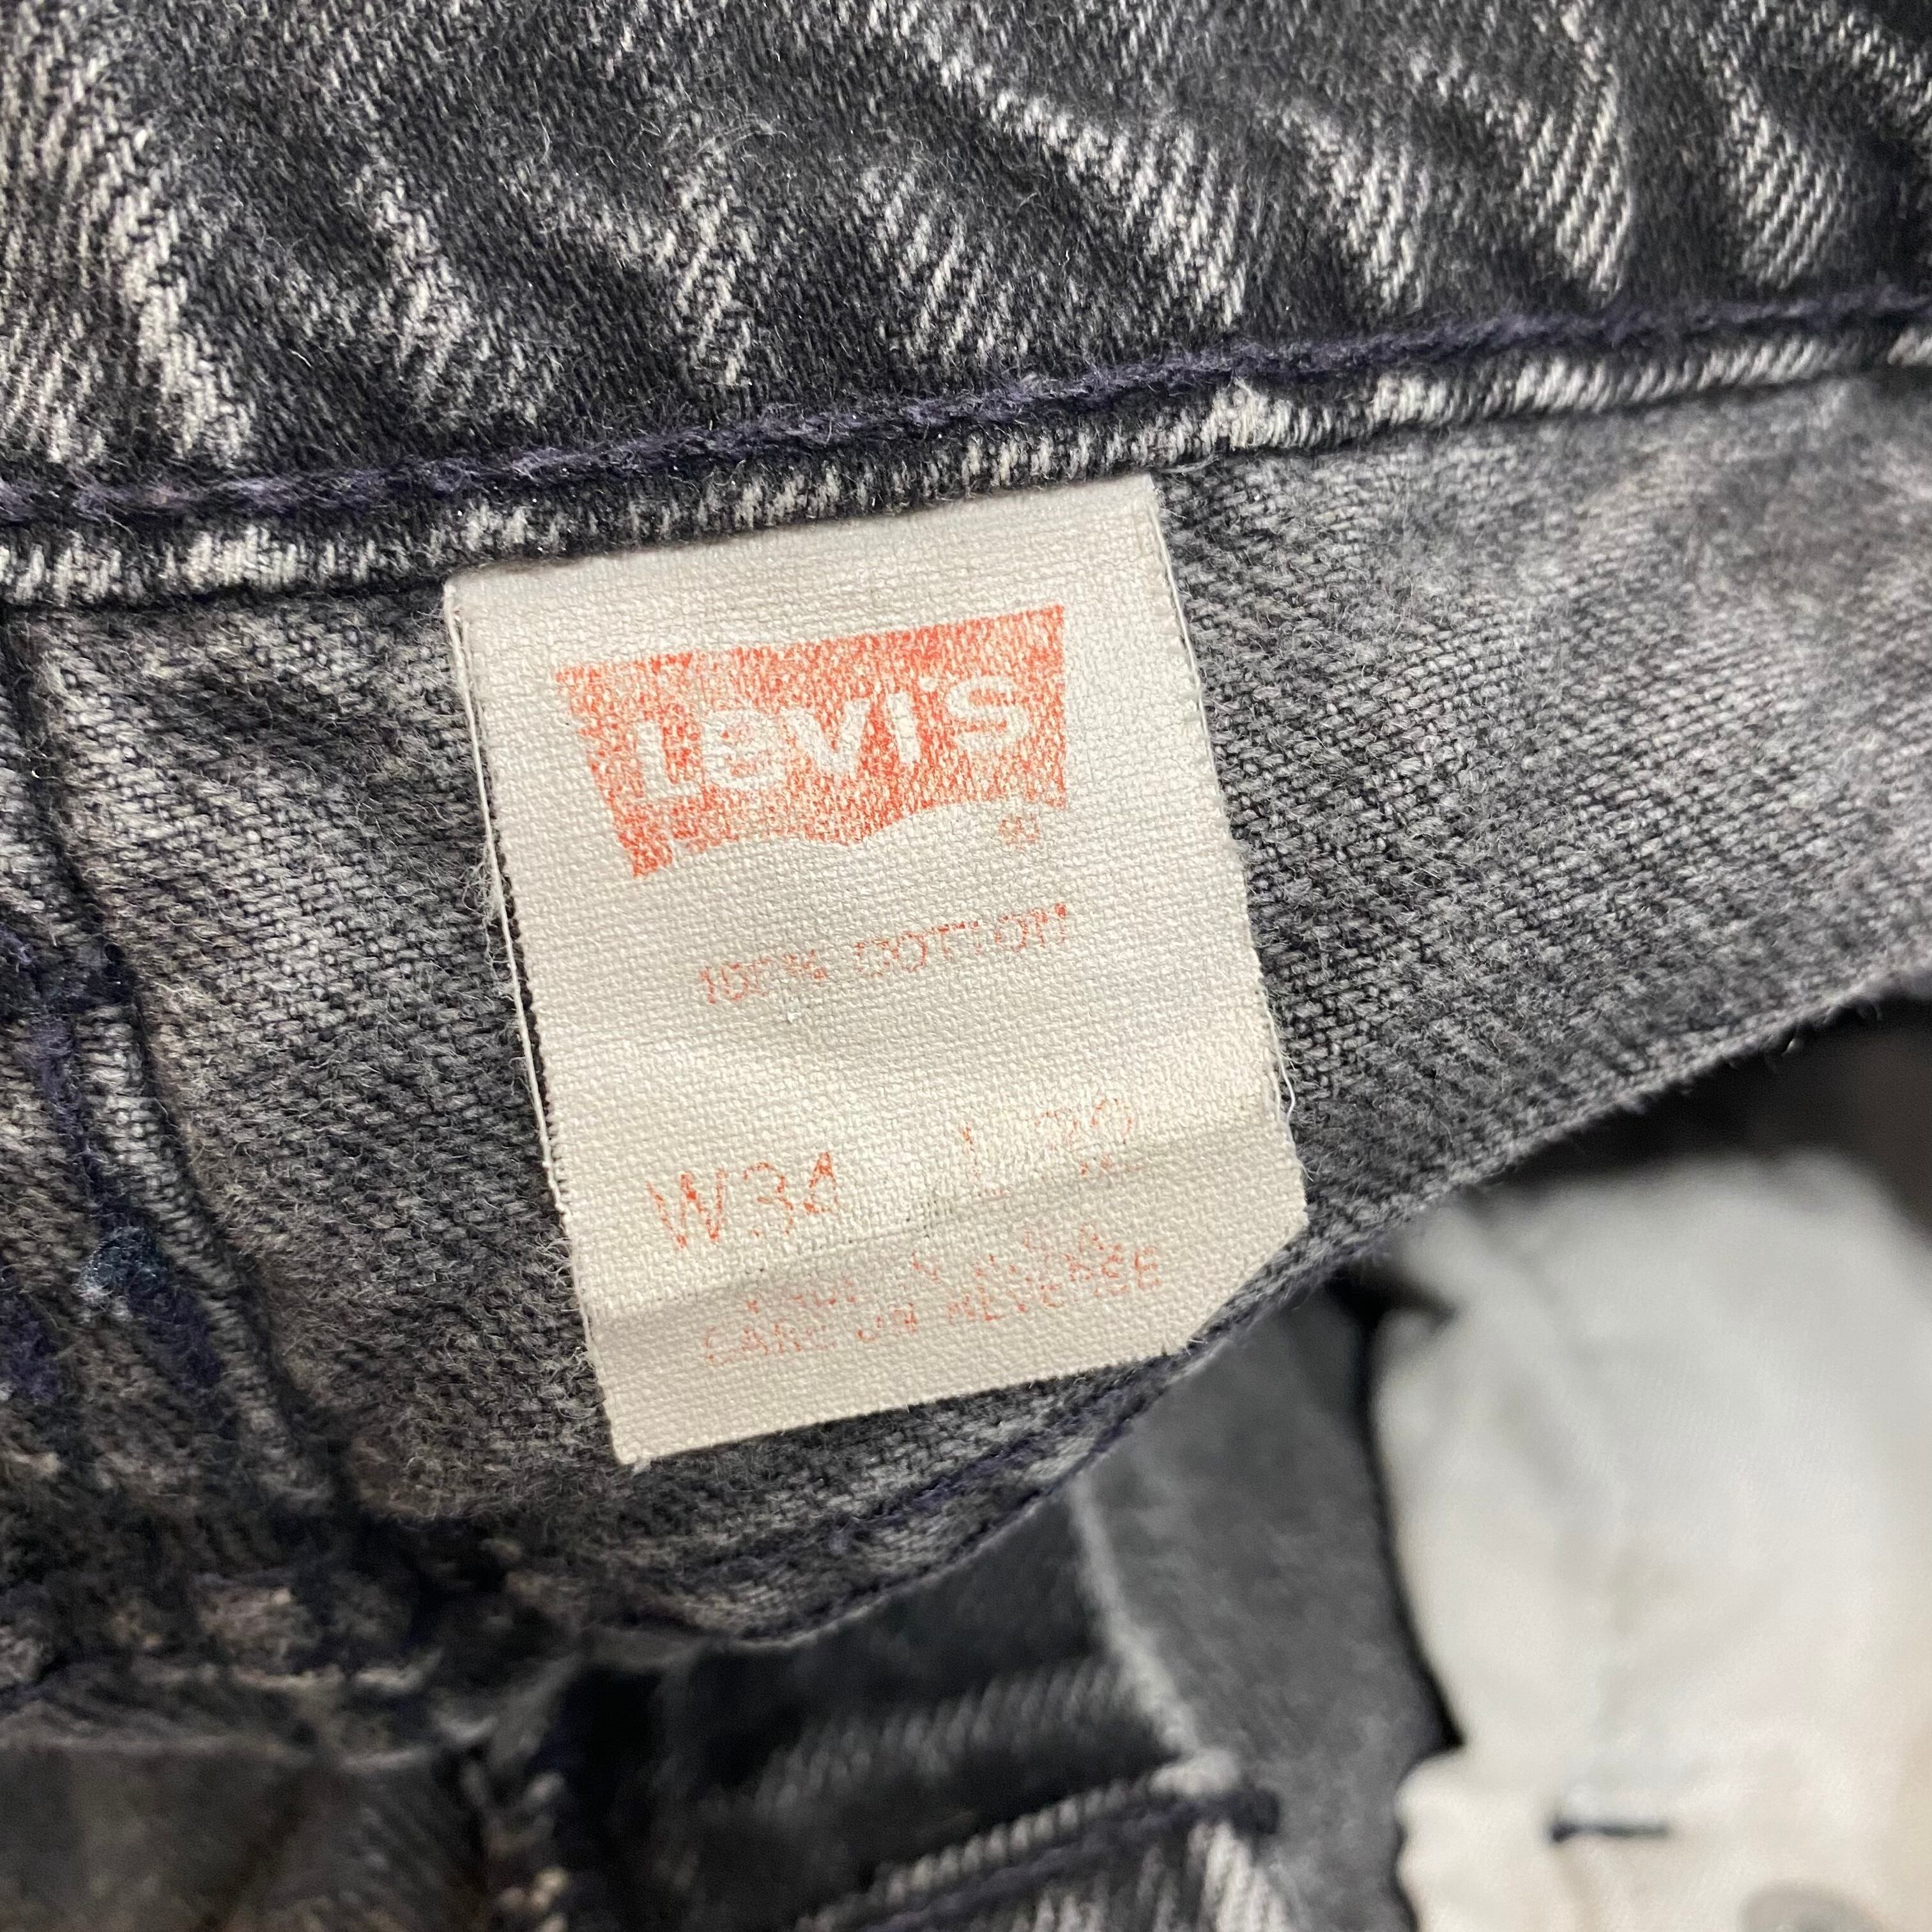 Levi's
®
100% COTTON
W34 L
CARE ON REVERSE